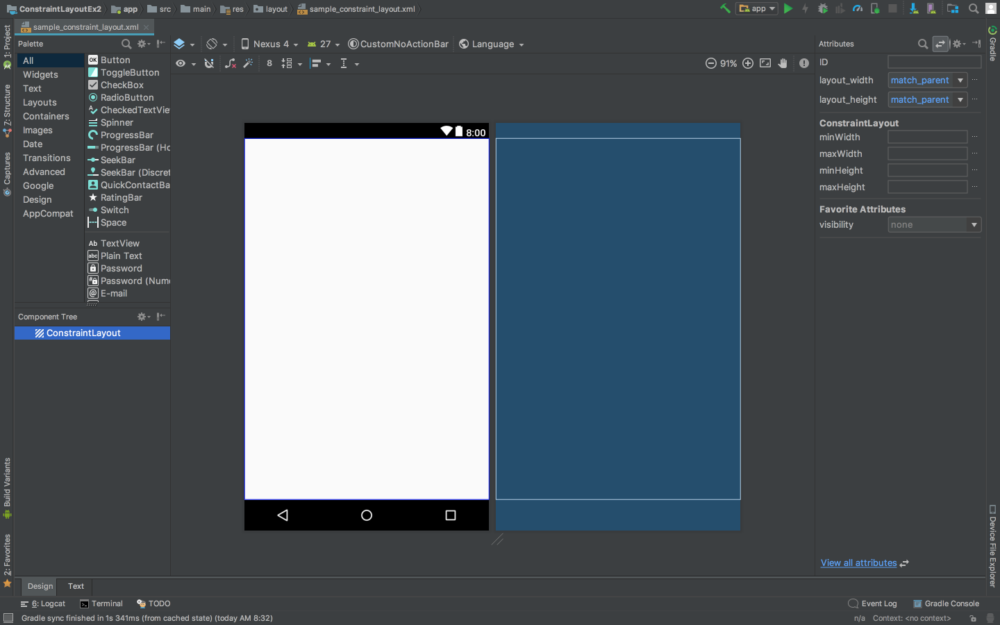 ConstraintLayoutEx2 app src main res layout sample_constraint_layout.xml app
sample_constraint_layout.xml
1: Project
7: Structure
Captures
Build Variants
2: Favorites
Palette
All
Widgets
Text
Layouts
Containers
Images
Date
Transitions
Advanced
Google
Design
AppCompat
OK Button
ToggleButton
CheckBox
RadioButton
CheckedTextVie
Spinner
ProgressBar
ProgressBar (Ho
SeekBar
SeekBar (Discret
QuickContactBa
RatingBar
Switch
Space
Ab TextView
abc Plain Text
Password
Password (Num
@ E-mail
Component Tree
ConstraintLayout
Nexus 4 27 CustomNoActionBar Language
8 91%
8:00
Attributes
ID
layout_width match_parent
layout_height match_parent
ConstraintLayout
minWidth
maxWidth
minHeight
maxHeight
Favorite Attributes
visibility none
View all attributes
Gradle
Device File Explorer
Design Text
6: Logcat Terminal TODO Event Log Gradle Console
Gradle sync finished in 1s 341ms (from cached state) (today AM 8:32) n/a Context: <no context>